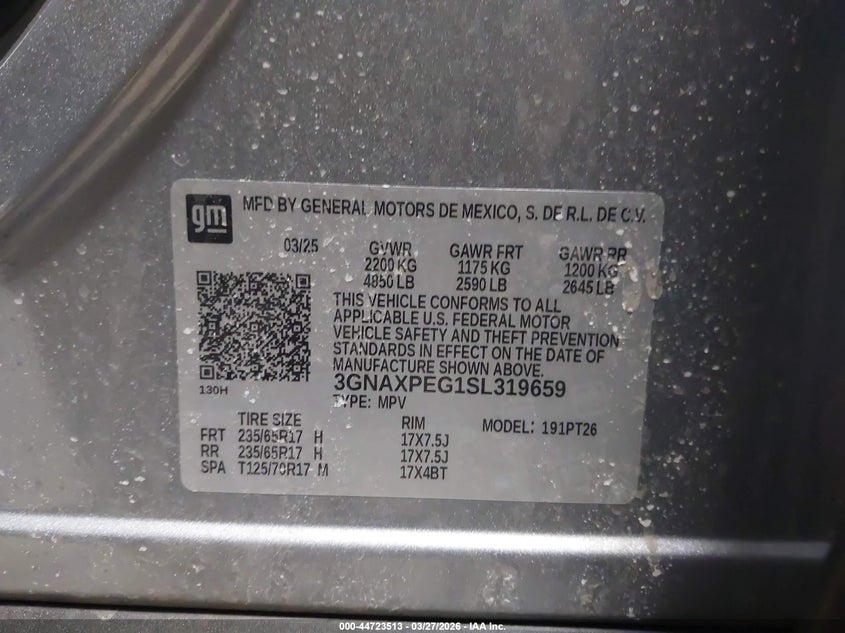 gm
MFD BY GENERAL MOTORS DE MEXICO, S. DE R.L. DE C.V.
03/25 GVWR GAWR FRT GAWR RR
2200 KG 1175 KG 1200 KG
4850 LB 2590 LB 2645 LB
THIS VEHICLE CONFORMS TO ALL
APPLICABLE U.S. FEDERAL MOTOR
VEHICLE SAFETY AND THEFT PREVENTION
STANDARDS IN EFFECT ON THE DATE OF
MANUFACTURE SHOWN ABOVE.
130H
3GNAXPEG1SL319659
TYPE: MPV
TIRE SIZE RIM MODEL: 191PT26
FRT 235/65R17 H 17X7.5J
RR 235/65R17 H 17X7.5J
SPA T125/70R17 M 17X4BT
000-44723513 - 03/27/2026 - IAA Inc.